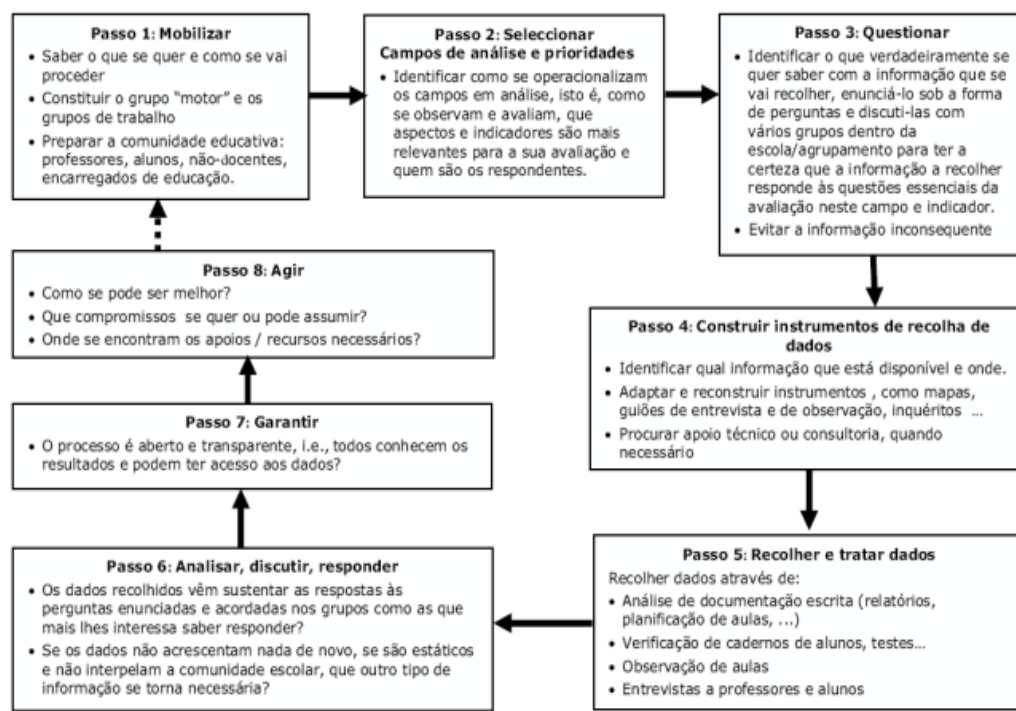 Passo 1: Mobilizar
• Saber o que se quer e como se vai
proceder
• Constituir o grupo “motor” e os
grupos de trabalho
• Preparar a comunidade educativa:
professores, alunos, não-docentes,
encarregados de educação.
Passo 2: Seleccionar
Campos de análise e prioridades
• Identificar como se operacionalizam
os campos em análise, isto é, como
se observam e avaliam, que
aspectos e indicadores são mais
relevantes para a sua avaliação e
quem são os respondentes.
Passo 3: Questionar
• Identificar o que verdadeiramente se
quer saber com a informação que se
vai recolher, enunciá-lo sob a forma
de perguntas e discuti-las com
vários grupos dentro da
escola/agrupamento para ter a
certeza que a informação a recolher
responde às questões essenciais da
avaliação neste campo e indicador.
• Evitar a informação inconsequente
Passo 4: Construir instrumentos de recolha de
dados
• Identificar qual informação que está disponível e onde.
• Adaptar e reconstruir instrumentos , como mapas,
guiões de entrevista e de observação, inquéritos ...
• Procurar apoio técnico ou consultoria, quando
necessário
Passo 5: Recolher e tratar dados
Recolher dados através de:
• Análise de documentação escrita (relatórios,
planificação de aulas, ...)
• Verificação de cadernos de alunos, testes...
• Observação de aulas
• Entrevistas a professores e alunos
Passo 6: Analisar, discutir, responder
• Os dados recolhidos vêm sustentar as respostas às
perguntas enunciadas e acordadas nos grupos como as que
mais lhes interessa saber responder?
• Se os dados não acrescentam nada de novo, se são estáticos
e não interpelam a comunidade escolar, que outro tipo de
informação se torna necessária?
Passo 7: Garantir
• O processo é aberto e transparente, i.e., todos conhecem os
resultados e podem ter acesso aos dados?
Passo 8: Agir
• Como se pode ser melhor?
• Que compromissos se quer ou pode assumir?
• Onde se encontram os apoios / recursos necessários?